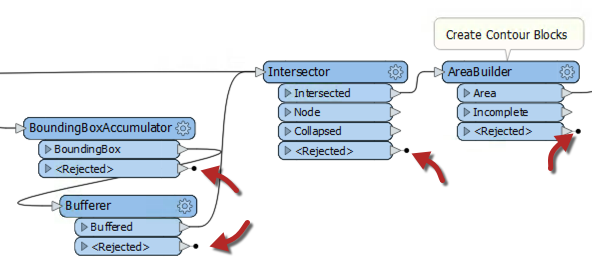 Create Contour Blocks
Intersector
Intersected
Node
Collapsed
<Rejected>
AreaBuilder
Area
Incomplete
<Rejected>
BoundingBoxAccumulator
BoundingBox
<Rejected>
Bufferer
Buffered
<Rejected>